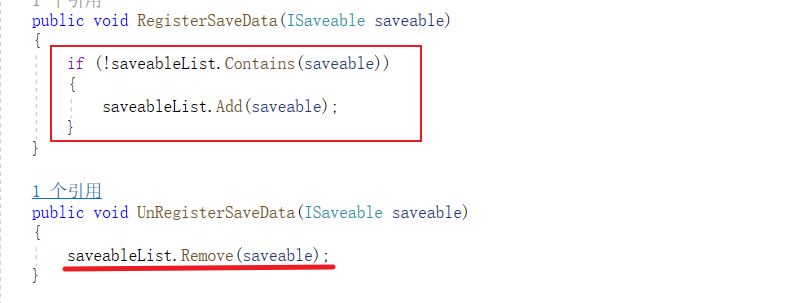 1 个引用
public void RegisterSaveData(ISaveable saveable)
{
if (!saveableList.Contains(saveable))
{
saveableList.Add(saveable);
}
}
1 个引用
public void UnRegisterSaveData(ISaveable saveable)
{
saveableList.Remove(saveable);
}